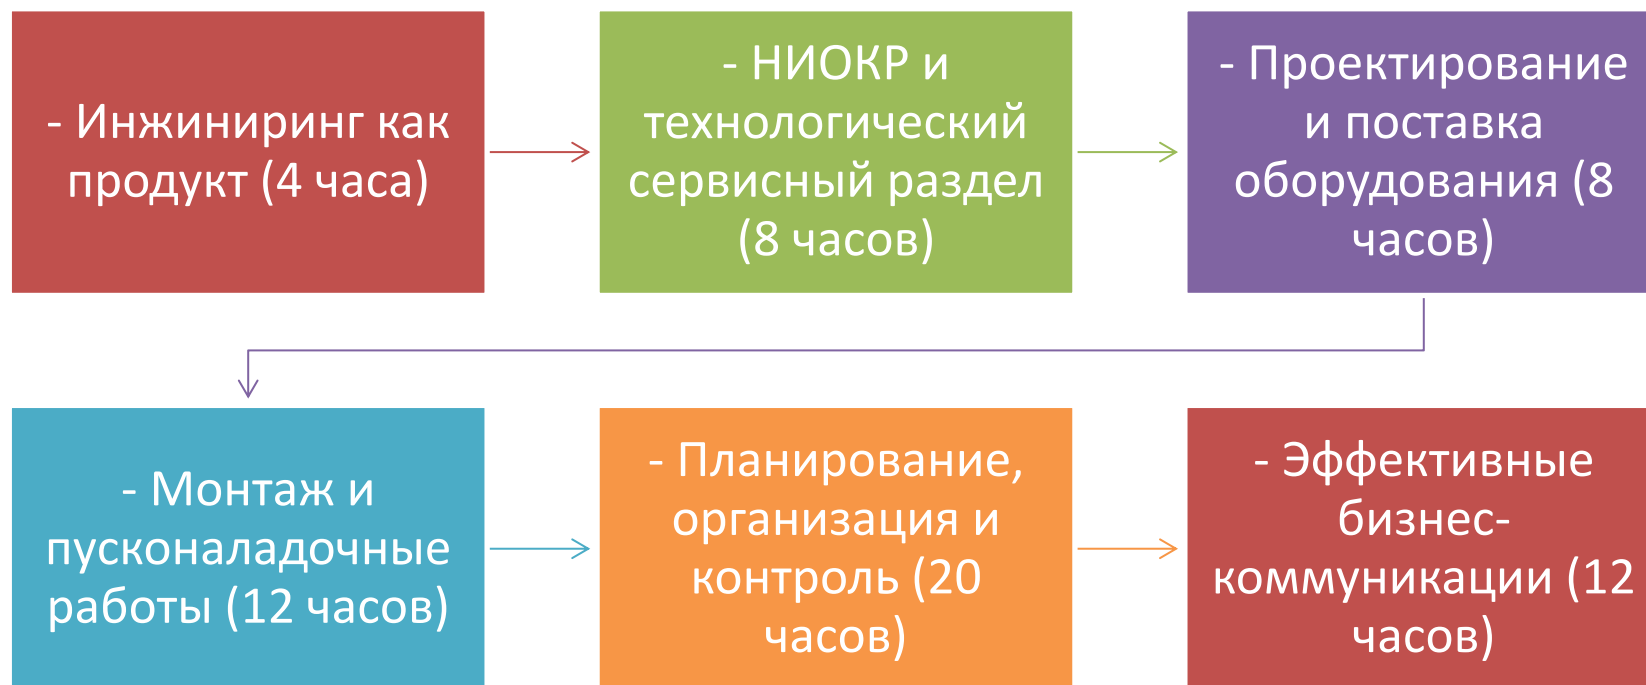 - Инжиниринг как
продукт (4 часа)
- НИОКР и
технологический
сервисный раздел
(8 часов)
- Проектирование
и поставка
оборудования (8
часов)
- Монтаж и
пусконаладочные
работы (12 часов)
- Планирование,
организация и
контроль (20
часов)
- Эффективные
бизнес-
коммуникации (12
часов)